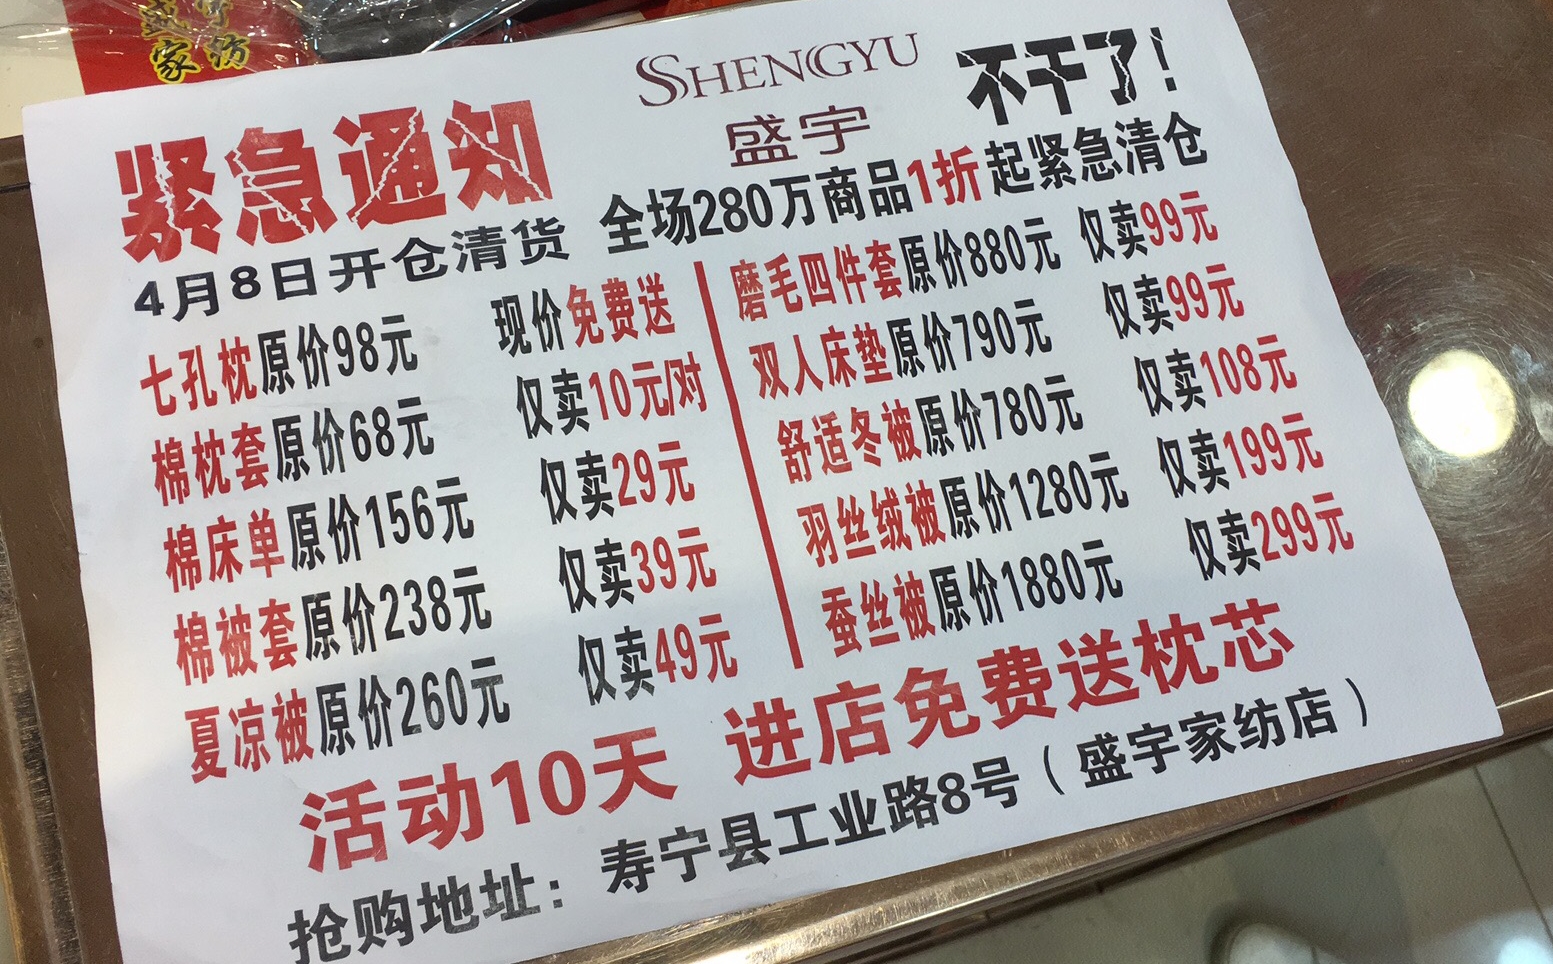 盛宇
家纺
SHENGYU
盛宇
不干了!
紧急通知
4月8日开仓清货
全场280万商品1折起紧急清仓
七孔枕原价98元 现价免费送
棉枕套原价68元 仅卖10元/对
棉床单原价156元 仅卖29元
棉被套原价238元 仅卖39元
夏凉被原价260元 仅卖49元
磨毛四件套原价880元 仅卖99元
双人床垫原价790元 仅卖99元
舒适冬被原价780元 仅卖108元
羽丝绒被原价1280元 仅卖199元
蚕丝被原价1880元 仅卖299元
活动10天 进店免费送枕芯
抢购地址:寿宁县工业路8号(盛宇家纺店)